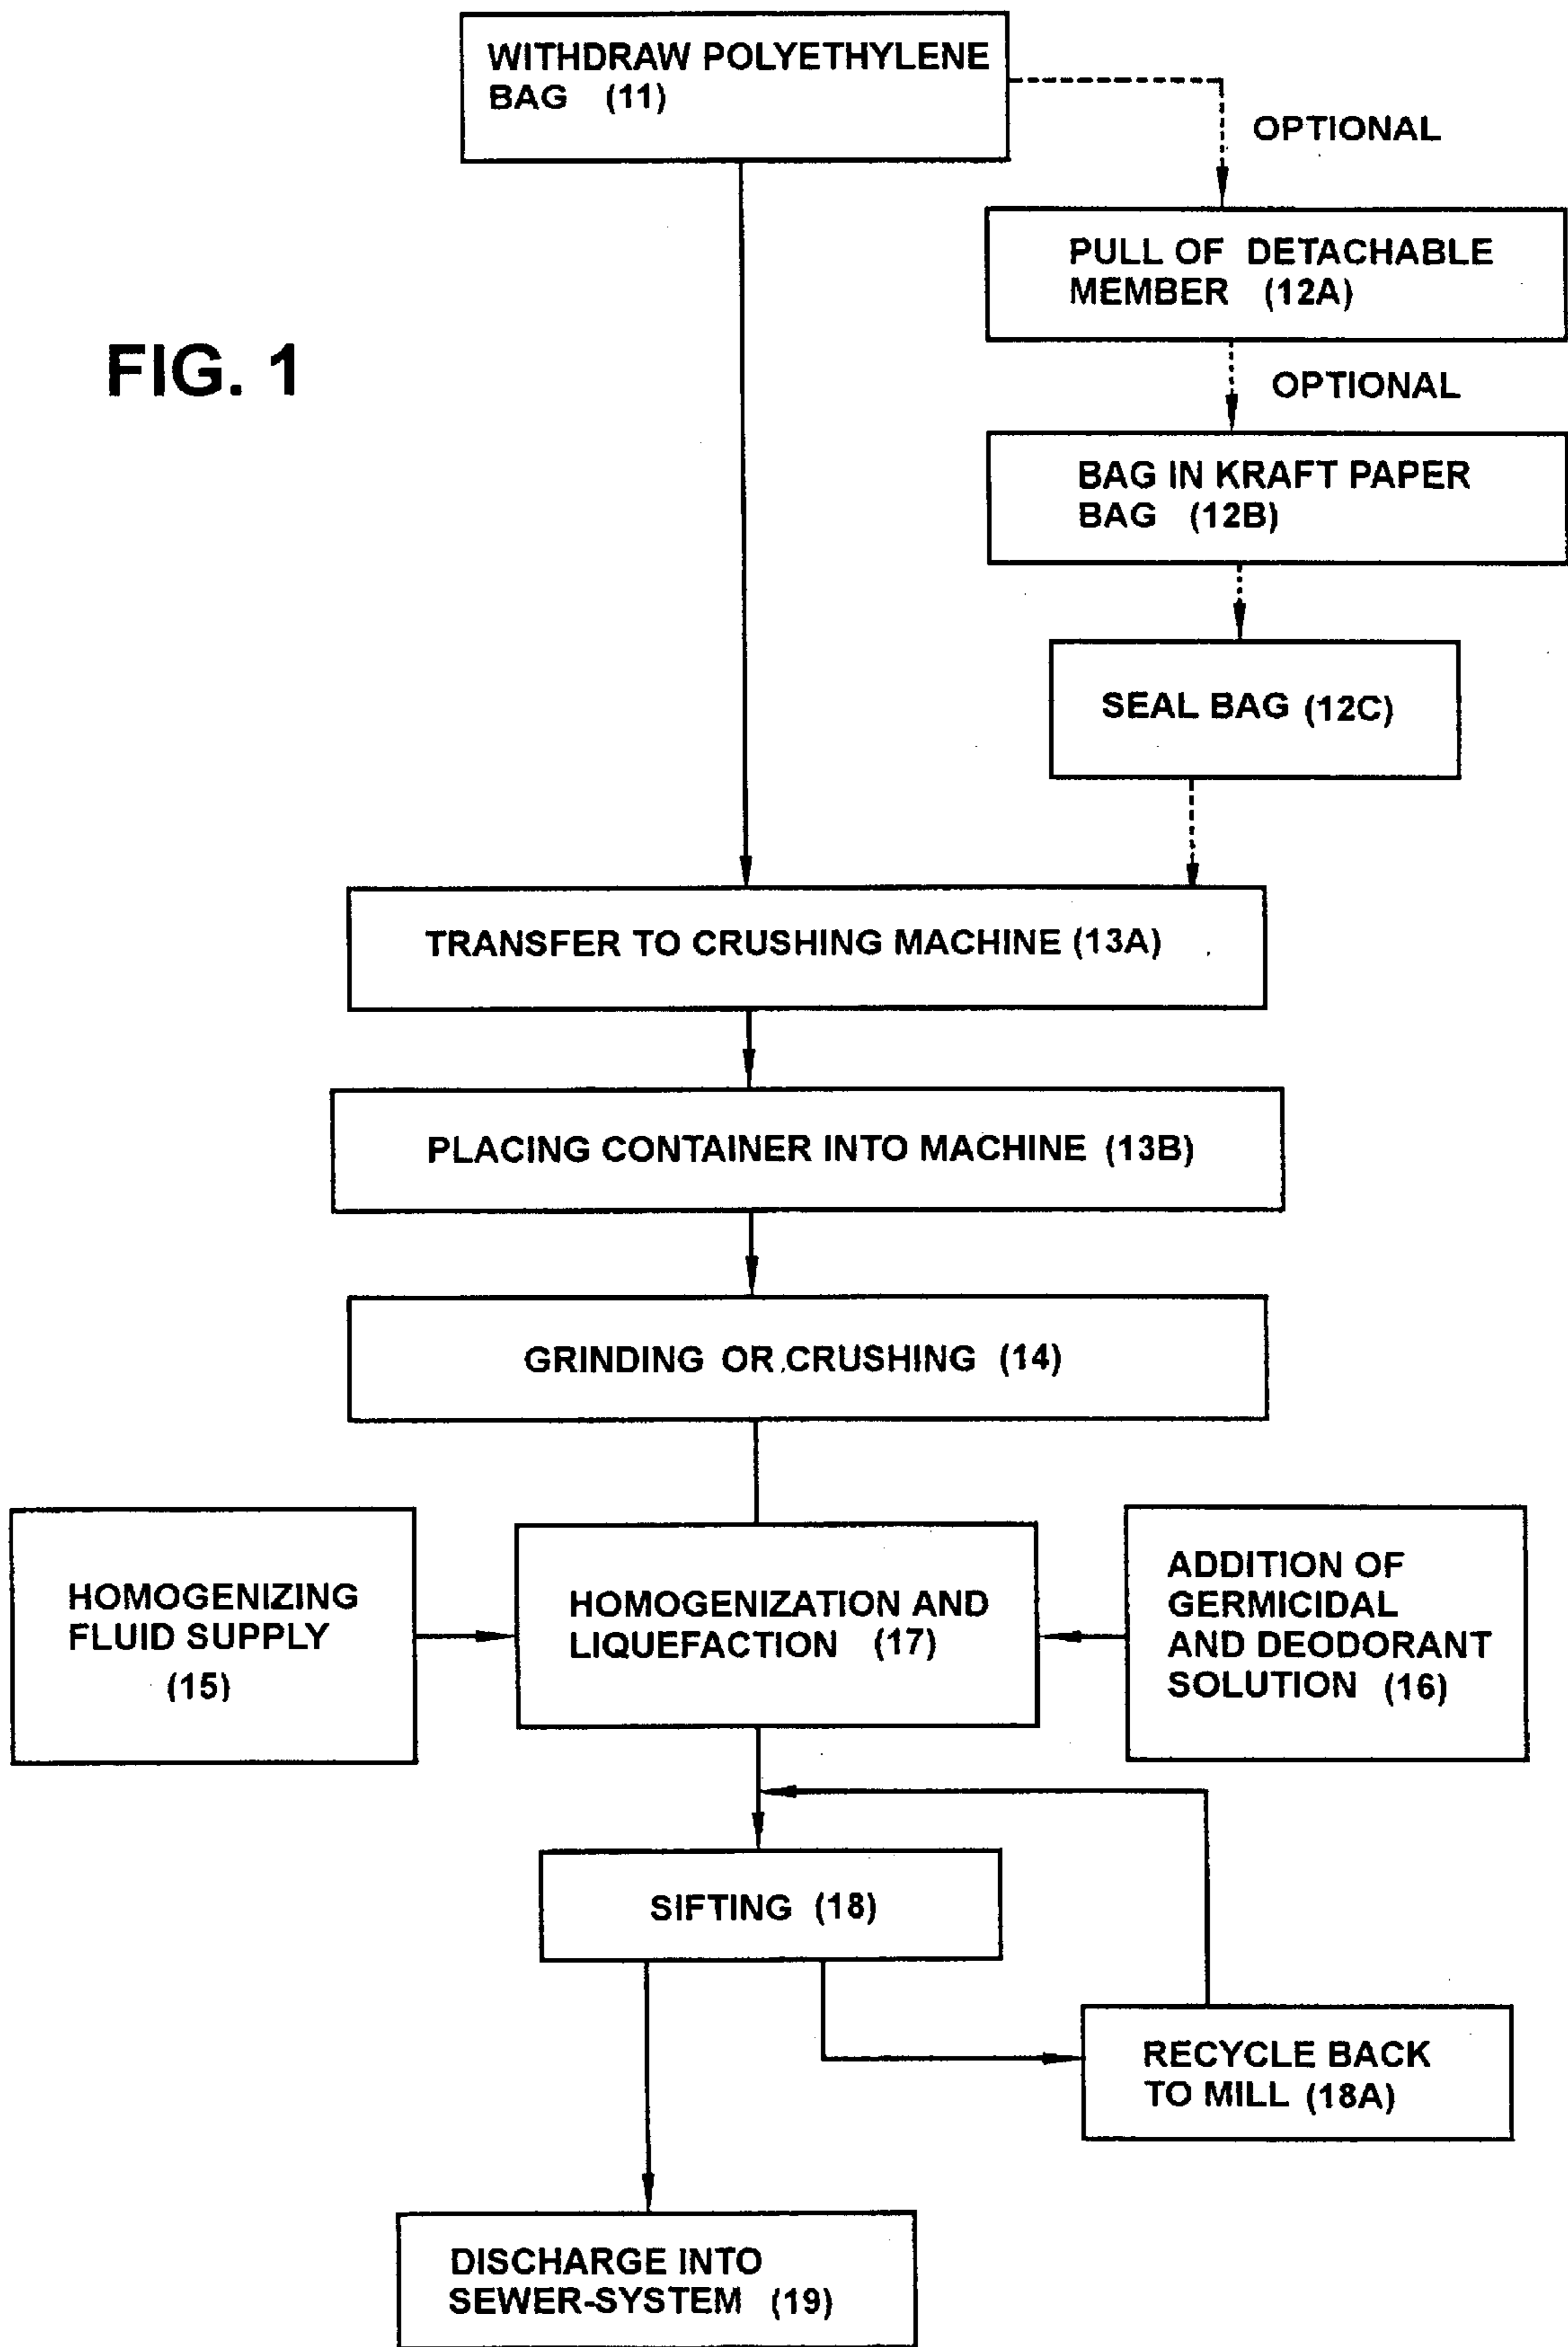 WITHDRAW POLYETHYLENE
BAG (11)
OPTIONAL
PULL OF DETACHABLE
MEMBER (12A)
FIG. 1
OPTIONAL
BAG IN KRAFT PAPER
BAG (12B)
SEAL BAG (12C)
TRANSFER TO CRUSHING MACHINE (13A)
PLACING CONTAINER INTO MACHINE (13B)
GRINDING OR CRUSHING (14)
HOMOGENIZING
FLUID SUPPLY
(15)
HOMOGENIZATION AND
LIQUEFACTION (17)
ADDITION OF
GERMICIDAL
AND DEODORANT
SOLUTION (16)
SIFTING (18)
RECYCLE BACK
TO MILL (18A)
DISCHARGE INTO
SEWER-SYSTEM (19)